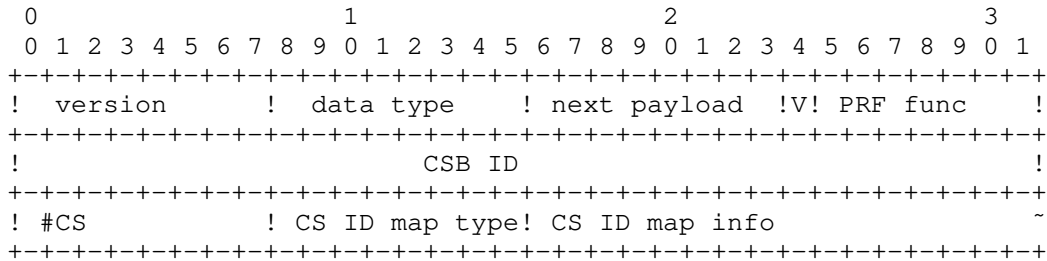 0                   1                   2                   3
 0 1 2 3 4 5 6 7 8 9 0 1 2 3 4 5 6 7 8 9 0 1 2 3 4 5 6 7 8 9 0 1
+-+-+-+-+-+-+-+-+-+-+-+-+-+-+-+-+-+-+-+-+-+-+-+-+-+-+-+-+-+-+-+-+
!  version      !  data type    ! next payload  !V! PRF func    !
+-+-+-+-+-+-+-+-+-+-+-+-+-+-+-+-+-+-+-+-+-+-+-+-+-+-+-+-+-+-+-+-+
!                         CSB ID                                !
+-+-+-+-+-+-+-+-+-+-+-+-+-+-+-+-+-+-+-+-+-+-+-+-+-+-+-+-+-+-+-+-+
! #CS           ! CS ID map type! CS ID map info                ~
+-+-+-+-+-+-+-+-+-+-+-+-+-+-+-+-+-+-+-+-+-+-+-+-+-+-+-+-+-+-+-+-+